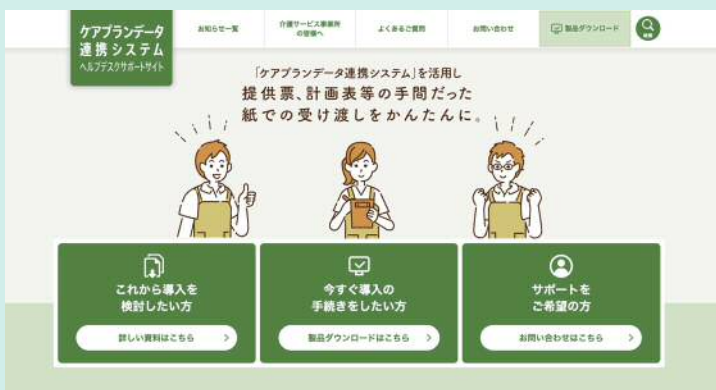 ケアプランデータ
連携システム
ヘルプデスクサポートサイト
お知らせ一覧
介護サービス事業所
の皆様へ
よくあるご質問
お問い合わせ
製品ダウンロード
検索
「ケアプランデータ連携システム」を活用し
提供票、計画表等の手間だった
紙での受け渡しをかんたんに。
これから導入を
検討したい方
詳しい資料はこちら
今すぐ導入の
手続きをしたい方
製品ダウンロードはこちら
サポートを
ご希望の方
お問い合わせはこちら